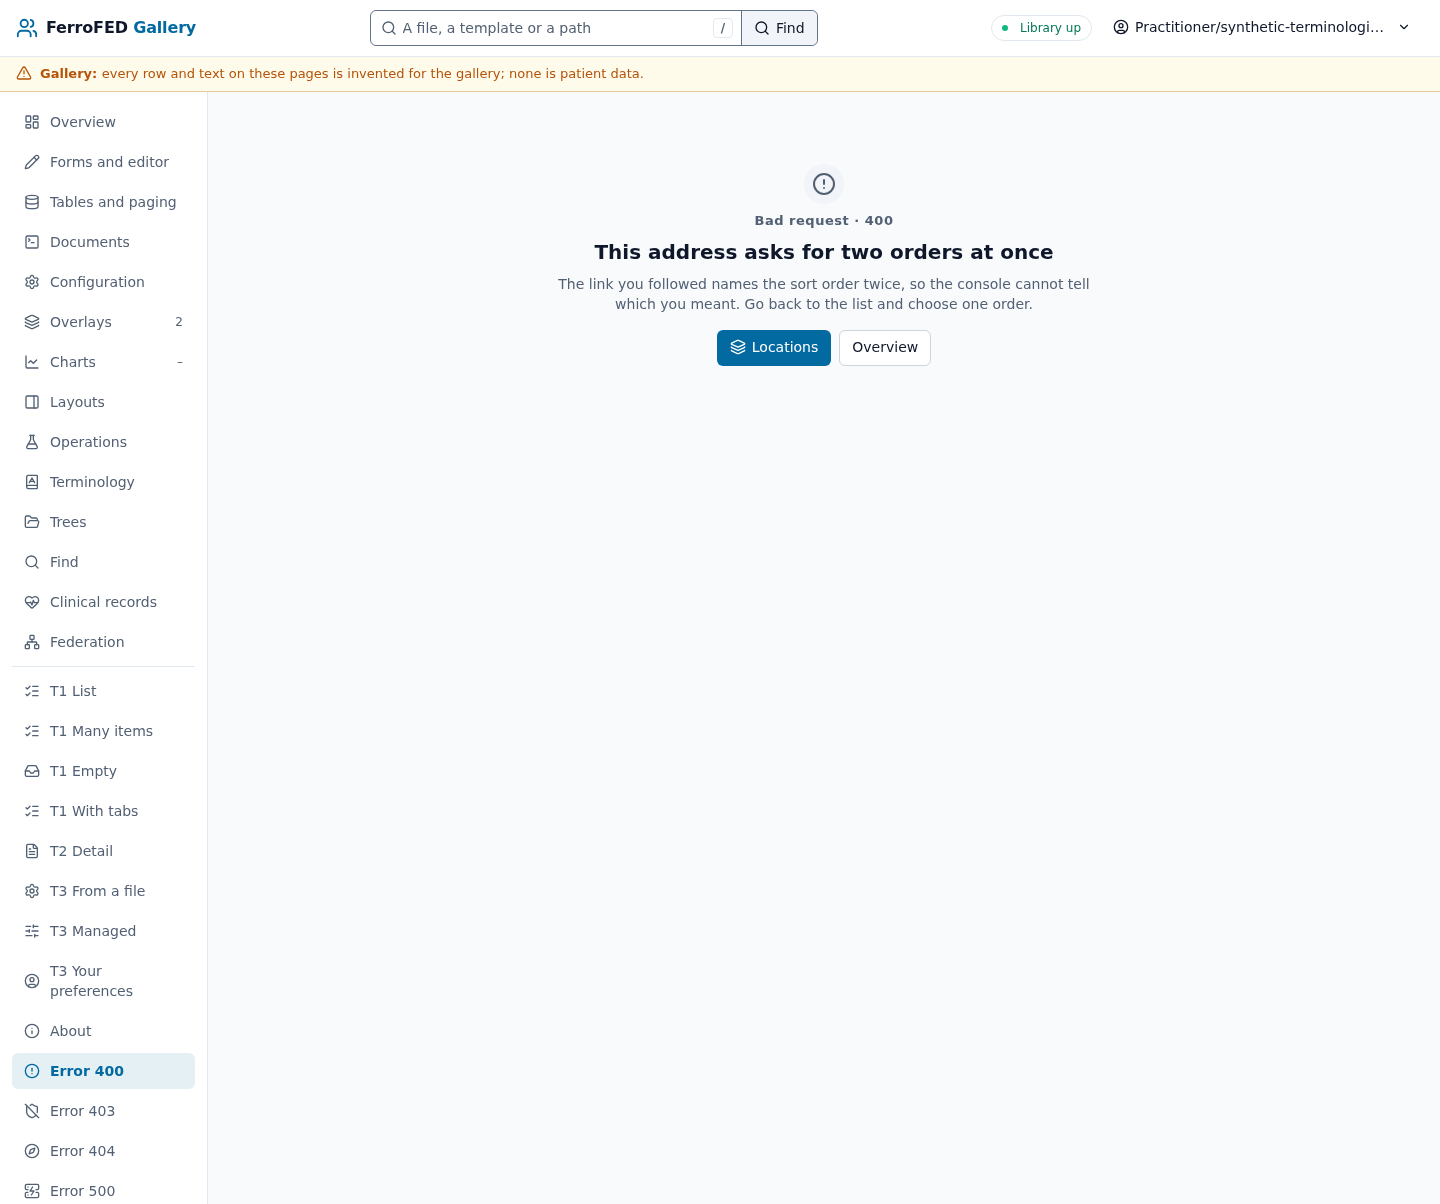 FerroFED Gallery
A file, a template or a path
/
Find
Library up
Practitioner/synthetic-terminologi...
Gallery: every row and text on these pages is invented for the gallery; none is patient data.
Overview
Forms and editor
Tables and paging
Documents
Configuration
Overlays 2
Charts –
Layouts
Operations
Terminology
Trees
Find
Clinical records
Federation
T1 List
T1 Many items
T1 Empty
T1 With tabs
T2 Detail
T3 From a file
T3 Managed
T3 Your
preferences
About
Error 400
Error 403
Error 404
Error 500
Bad request · 400
This address asks for two orders at once
The link you followed names the sort order twice, so the console cannot tell
which you meant. Go back to the list and choose one order.
Locations
Overview